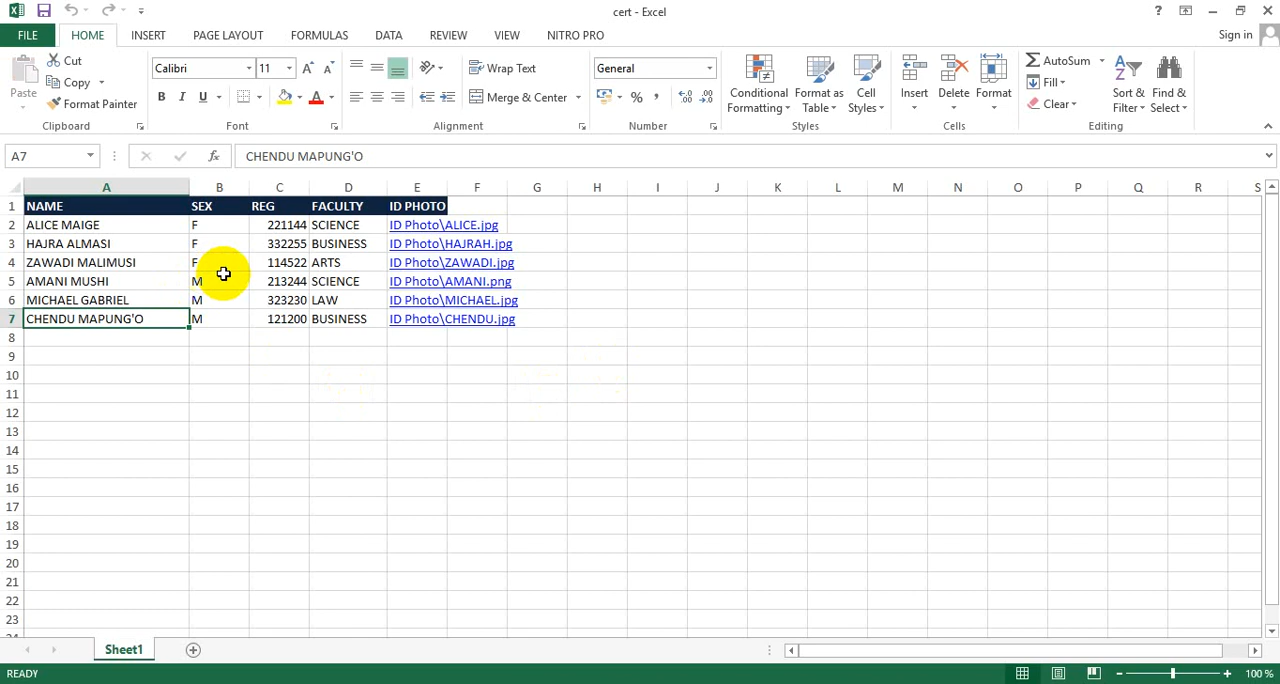 cert - Excel
Sign in
FILE HOME INSERT PAGE LAYOUT FORMULAS DATA REVIEW VIEW NITRO PRO
Paste
Cut
Copy
Format Painter
Calibri 11
B I U
Wrap Text
Merge & Center
General
%
Conditional Formatting
Format as Table
Cell Styles
Insert
Delete
Format
AutoSum
Fill
Clear
Sort & Filter
Find & Select
Clipboard Font Alignment Number Styles Cells Editing
A7 fx CHENDU MAPUNG'O
A B C D E F G H I J K L M N O P Q R S
1 NAME SEX REG FACULTY ID PHOTO
2 ALICE MAIGE F 221144 SCIENCE ID Photo\ALICE.jpg
3 HAJRA ALMASI F 332255 BUSINESS ID Photo\HAJRAH.jpg
4 ZAWADI MALIMUSI F 114522 ARTS ID Photo\ZAWADI.jpg
5 AMANI MUSHI M 213244 SCIENCE ID Photo\AMANI.png
6 MICHAEL GABRIEL M 323230 LAW ID Photo\MICHAEL.jpg
7 CHENDU MAPUNG'O M 121200 BUSINESS ID Photo\CHENDU.jpg
8
9
10
11
12
13
14
15
16
17
18
19
20
21
22
23
Sheet1
READY
100 %